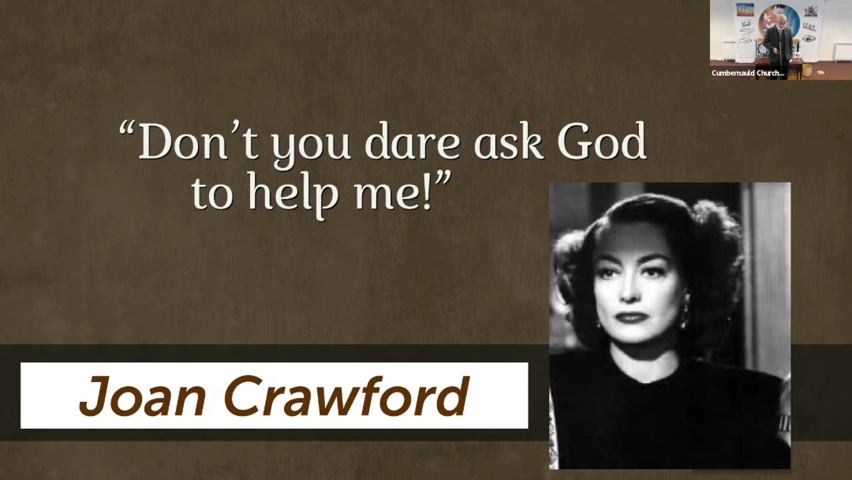 “Don’t you dare ask God
to help me!”
Joan Crawford
Cumbernauld Church...